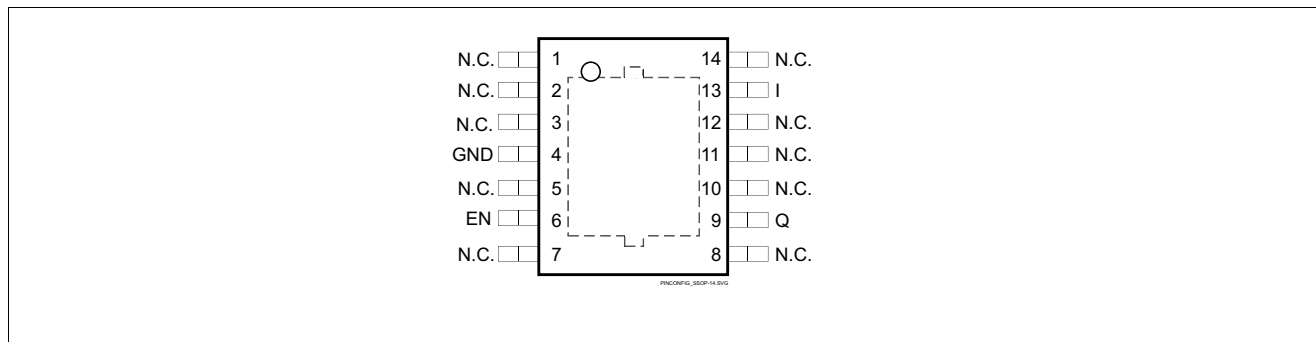 N.C. 1 14 N.C.
N.C. 2 13 I
N.C. 3 12 N.C.
GND 4 11 N.C.
N.C. 5 10 N.C.
EN 6 9 Q
N.C. 7 8 N.C.
PINCONFIG_SSOP-14.SVG